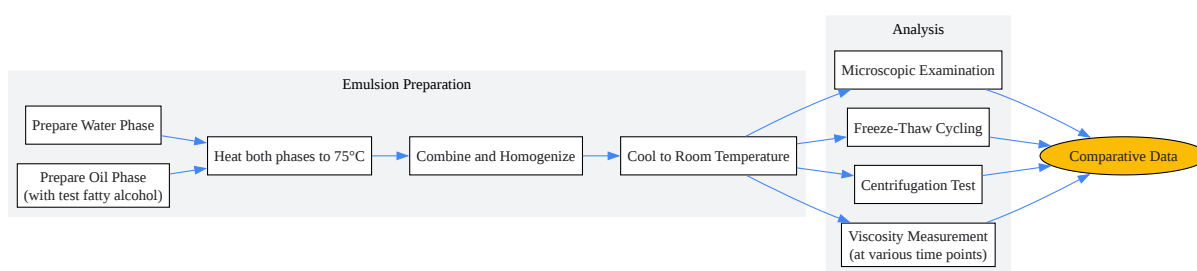 Emulsion Preparation
Prepare Water Phase
Prepare Oil Phase
(with test fatty alcohol)
Heat both phases to 75°C
Combine and Homogenize
Cool to Room Temperature
Analysis
Microscopic Examination
Freeze-Thaw Cycling
Centrifugation Test
Viscosity Measurement
(at various time points)
Comparative Data